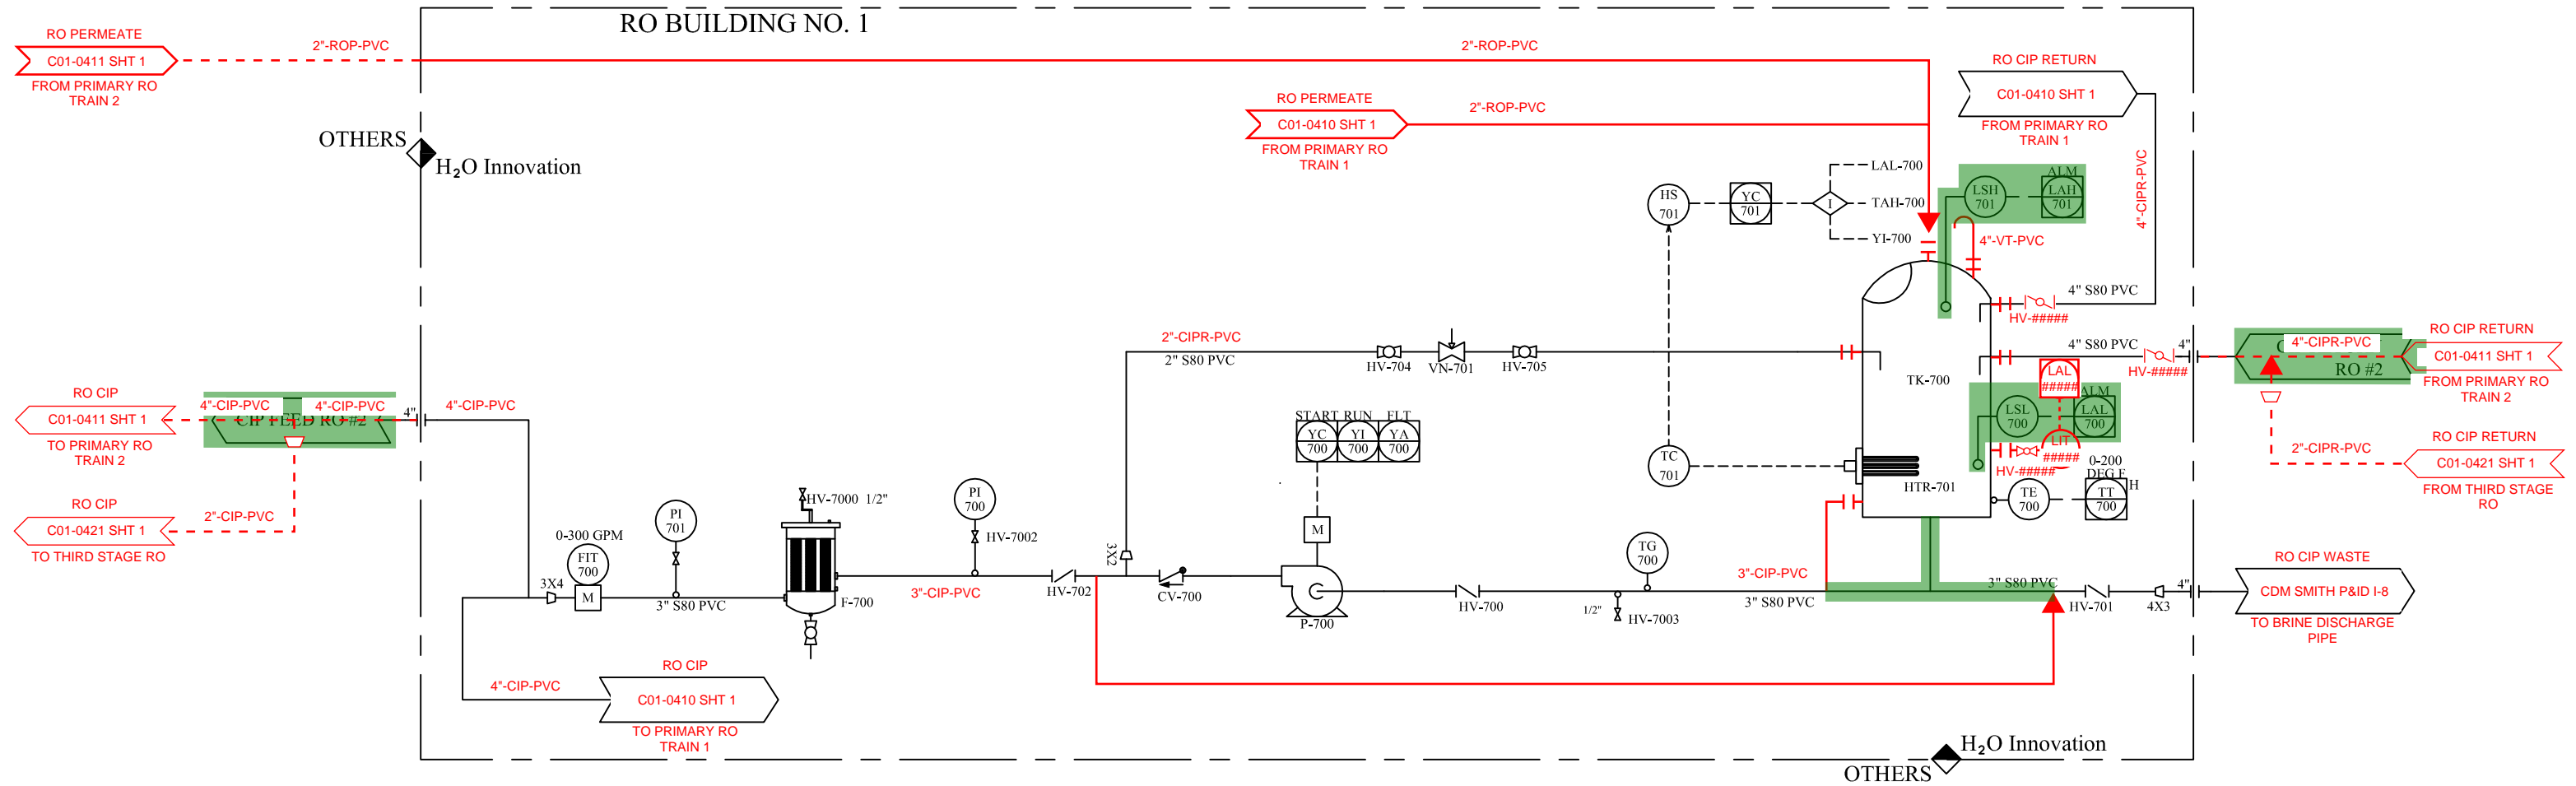 RO BUILDING NO. 1
RO PERMEATE
C01-0411 SHT 1
FROM PRIMARY RO
TRAIN 2
2"-ROP-PVC
2"-ROP-PVC
OTHERS
H₂O Innovation
RO PERMEATE
C01-0410 SHT 1
FROM PRIMARY RO
TRAIN 1
2"-ROP-PVC
RO CIP RETURN
C01-0410 SHT 1
FROM PRIMARY RO
TRAIN 1
4"-CIPR-PVC
HS
701
YC
701
I
LAL-700
TAH-700
YI-700
LSH
701
ALM
LAH
701
4"-VT-PVC
4" S80 PVC
HV-#####
2"-CIPR-PVC
2" S80 PVC
HV-704
VN-701
HV-705
TK-700
4" S80 PVC
HV-#####
4"
4"-CIPR-PVC
RO #2
RO CIP RETURN
C01-0411 SHT 1
FROM PRIMARY RO
TRAIN 2
2"-CIPR-PVC
RO CIP RETURN
C01-0421 SHT 1
FROM THIRD STAGE
RO
LAL
#####
LSL
700
ALM
LAL
700
LIT
#####
HV-#####
0-200
DEG F
H
TE
700
TT
700
HTR-701
TC
701
RO CIP
C01-0411 SHT 1
TO PRIMARY RO
TRAIN 2
4"-CIP-PVC
4"-CIP-PVC
CIP FEED RO #2
4"
4"-CIP-PVC
RO CIP
C01-0421 SHT 1
TO THIRD STAGE RO
2"-CIP-PVC
START RUN FLT
YC
700
YI
700
YA
700
M
P-700
0-300 GPM
FIT
700
M
3X4
PI
701
3" S80 PVC
HV-7000 1/2"
F-700
PI
700
HV-7002
3"-CIP-PVC
HV-702
3X2
CV-700
HV-700
TG
700
1/2"
HV-7003
3"-CIP-PVC
3" S80 PVC
3" S80 PVC
HV-701
4X3
4"
RO CIP WASTE
CDM SMITH P&ID I-8
TO BRINE DISCHARGE
PIPE
4"-CIP-PVC
RO CIP
C01-0410 SHT 1
TO PRIMARY RO
TRAIN 1
H₂O Innovation
OTHERS